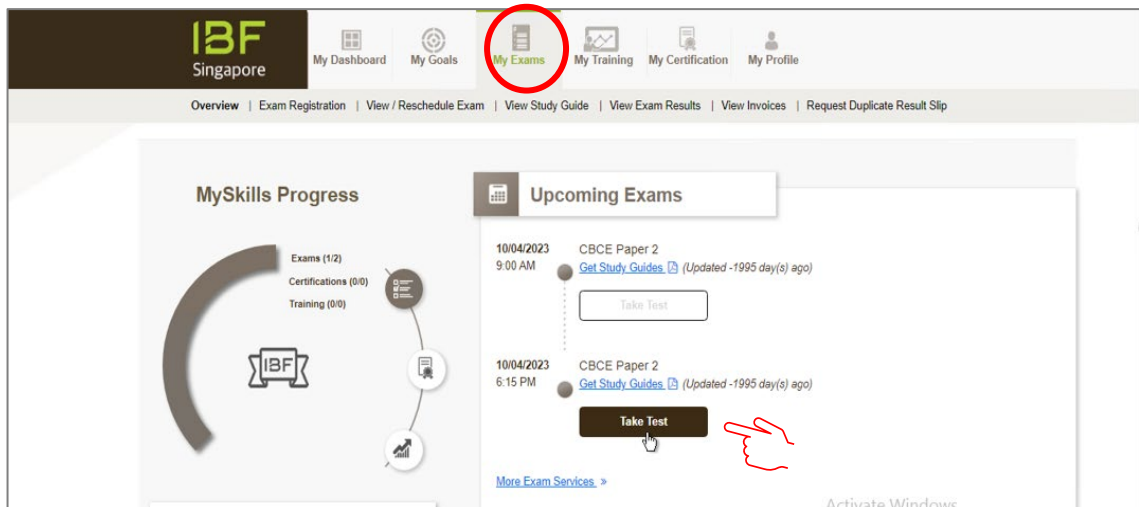 IBF
Singapore
My Dashboard
My Goals
My Exams
My Training
My Certification
My Profile
Overview | Exam Registration | View / Reschedule Exam | View Study Guide | View Exam Results | View Invoices | Request Duplicate Result Slip
MySkills Progress
Exams (1/2)
Certifications (0/0)
Training (0/0)
IBF
Upcoming Exams
10/04/2023 CBCE Paper 2
9:00 AM Get Study Guides (Updated -1995 day(s) ago)
Take Test
10/04/2023 CBCE Paper 2
6:15 PM Get Study Guides (Updated -1995 day(s) ago)
Take Test
More Exam Services »
Activate Windows